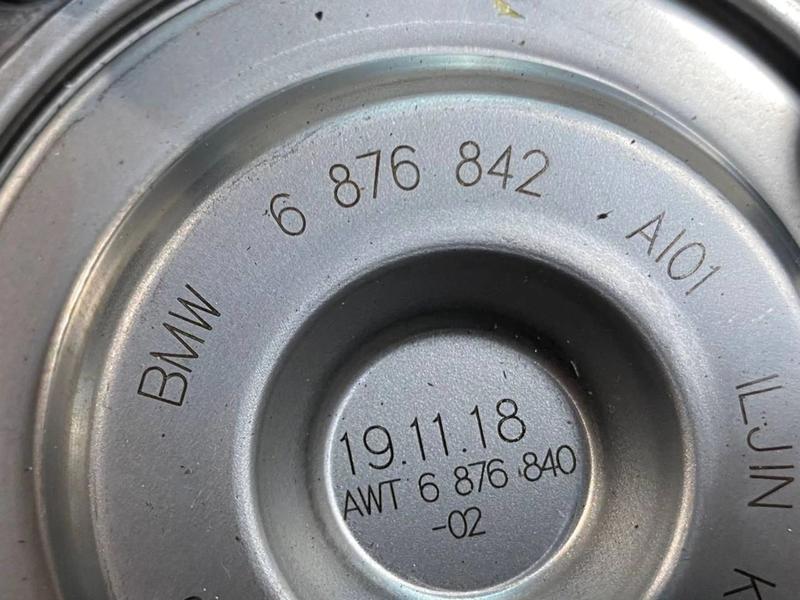 BMW 6 876 842 AI01 ILJIN K
19.11.18
AWT 6 876 840
-02